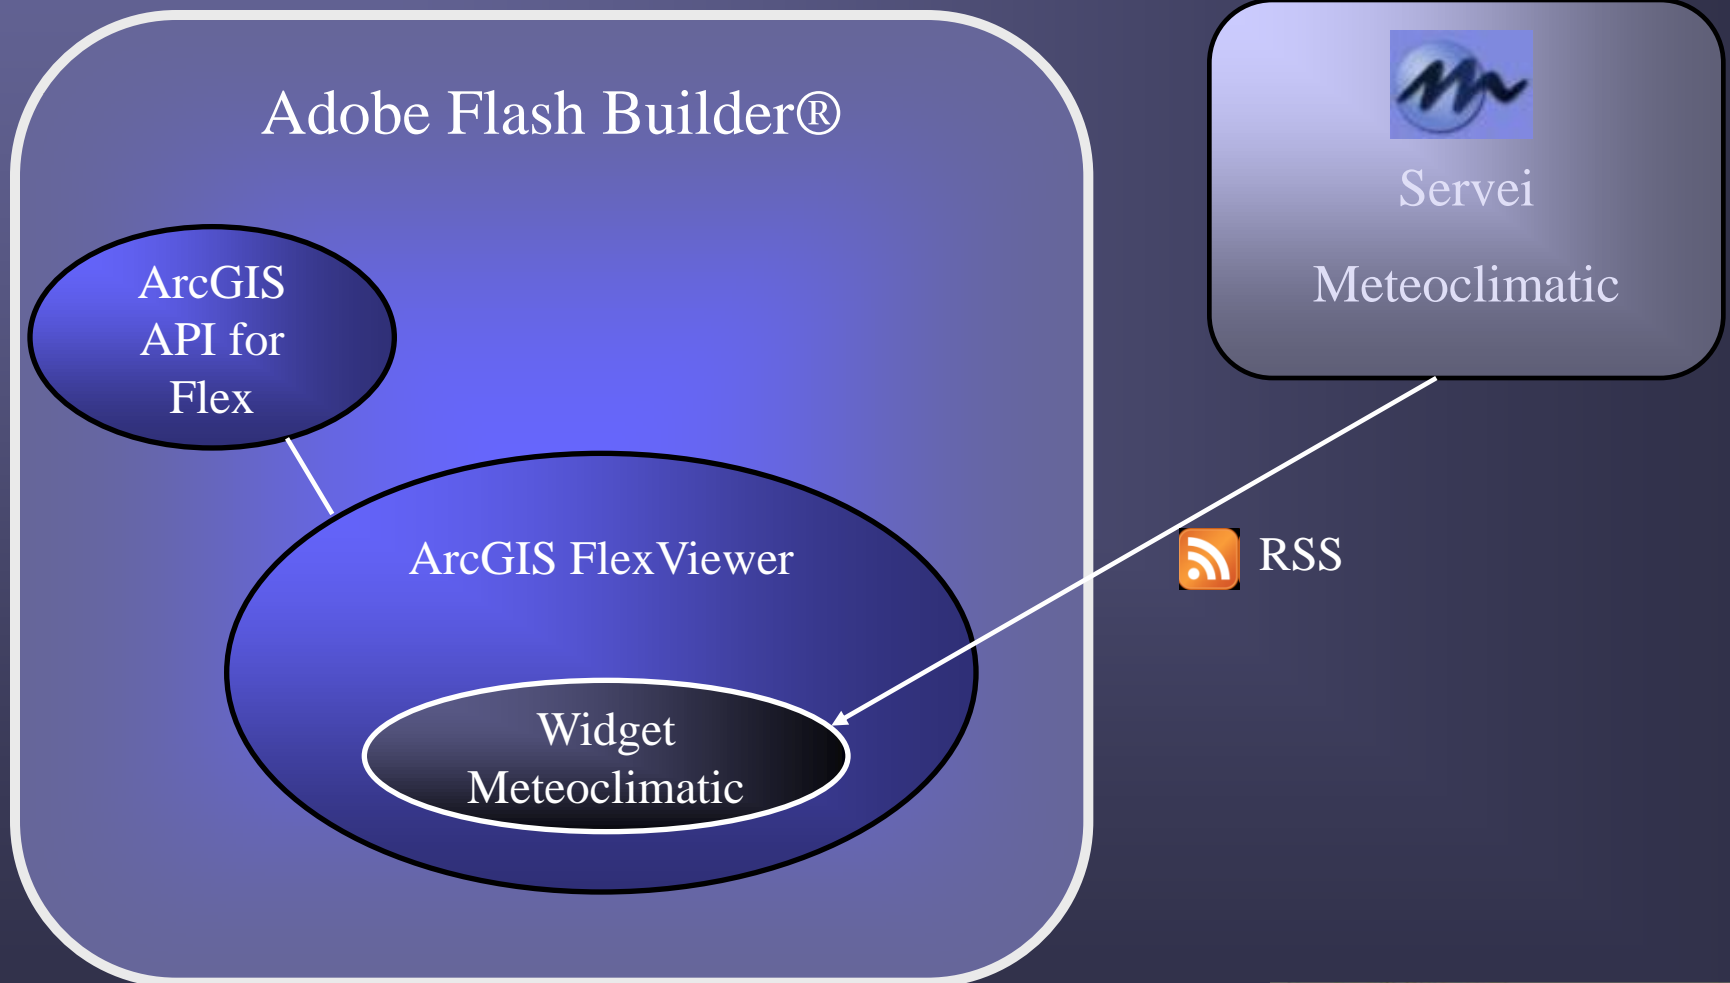 Adobe Flash Builder®
Servei
Meteoclimatic
ArcGIS
API for
Flex
ArcGIS FlexViewer
RSS
Widget
Meteoclimatic